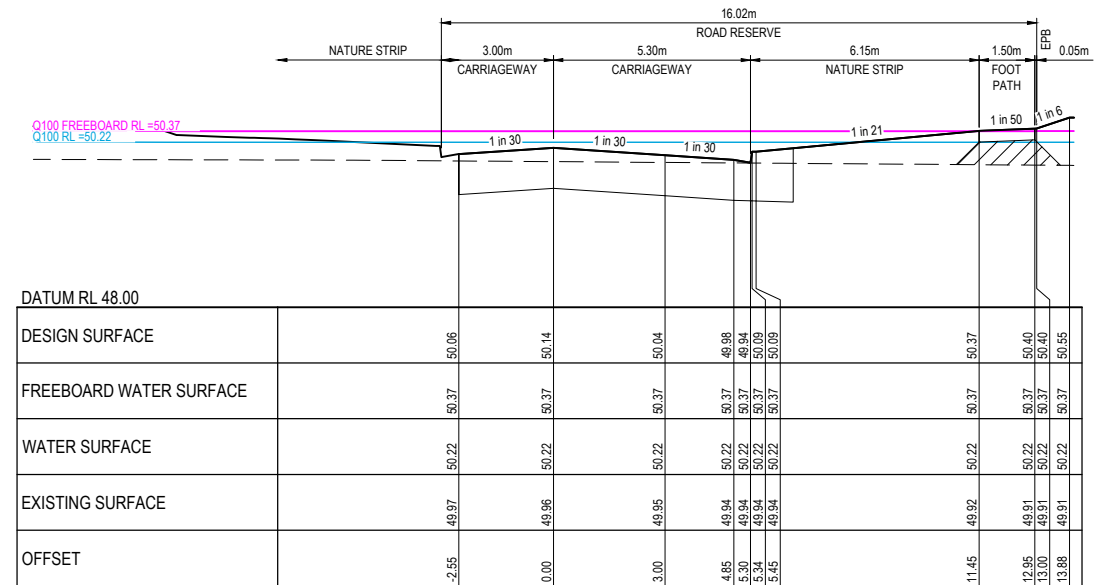 16.02m
ROAD RESERVE
EPB
NATURE STRIP 3.00m 5.30m 6.15m 1.50m 0.05m
CARRIAGEWAY CARRIAGEWAY NATURE STRIP FOOT
PATH
Q100 FREEBOARD RL =50.37
Q100 RL =50.22
1 in 30 1 in 30 1 in 30 1 in 21 1 in 50 1 in 6
DATUM RL 48.00
DESIGN SURFACE 50.06 50.14 50.04 49.98 49.94 50.09 50.09 50.37 50.40 50.40 50.55
FREEBOARD WATER SURFACE 50.37 50.37 50.37 50.37 50.37 50.37 50.37 50.37 50.37 50.37 50.37
WATER SURFACE 50.22 50.22 50.22 50.22 50.22 50.22 50.22 50.22 50.22 50.22 50.22
EXISTING SURFACE 49.97 49.96 49.95 49.94 49.94 49.94 49.94 49.92 49.91 49.91 49.91
OFFSET -2.55 0.00 3.00 4.85 5.30 5.34 5.45 11.45 12.95 13.00 13.88